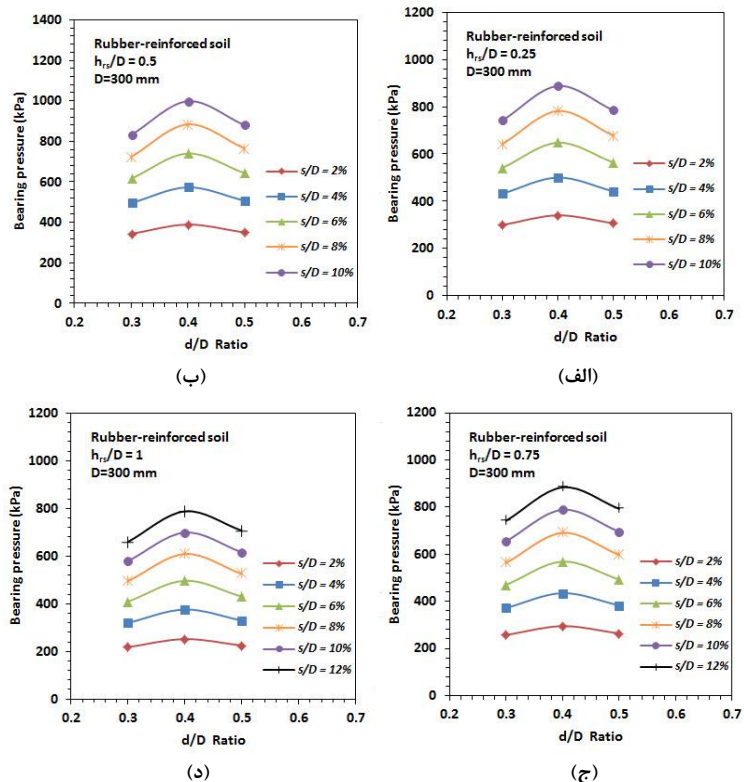 1400
1200
1000
800
600
400
200
0
Bearing pressure (kPa)
Rubber-reinforced soil
hrs/D = 0.5
D=300 mm
s/D = 2%
s/D = 4%
s/D = 6%
s/D = 8%
s/D = 10%
0.2 0.3 0.4 0.5 0.6 0.7
d/D Ratio
(ب)
1200
1000
800
600
400
200
0
Bearing pressure (kPa)
Rubber-reinforced soil
hrs/D = 0.25
D=300 mm
s/D = 2%
s/D = 4%
s/D = 6%
s/D = 8%
s/D = 10%
0.2 0.3 0.4 0.5 0.6 0.7
d/D Ratio
(الف)
1200
1000
800
600
400
200
0
Bearing pressure (kPa)
Rubber-reinforced soil
hrs/D = 1
D=300 mm
s/D = 2%
s/D = 4%
s/D = 6%
s/D = 8%
s/D = 10%
s/D = 12%
0.2 0.3 0.4 0.5 0.6 0.7
d/D Ratio
(د)
1200
1000
800
600
400
200
0
Bearing pressure (kPa)
Rubber-reinforced soil
hrs/D = 0.75
D=300 mm
s/D = 2%
s/D = 4%
s/D = 6%
s/D = 8%
s/D = 10%
s/D = 12%
0.2 0.3 0.4 0.5 0.6 0.7
d/D Ratio
(ج)